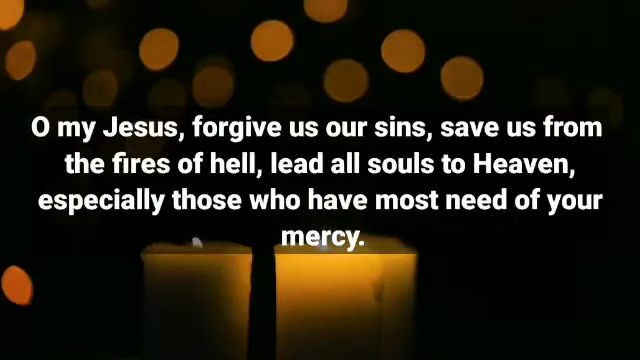 O my Jesus, forgive us our sins, save us from
the fires of hell, lead all souls to Heaven,
especially those who have most need of your
mercy.